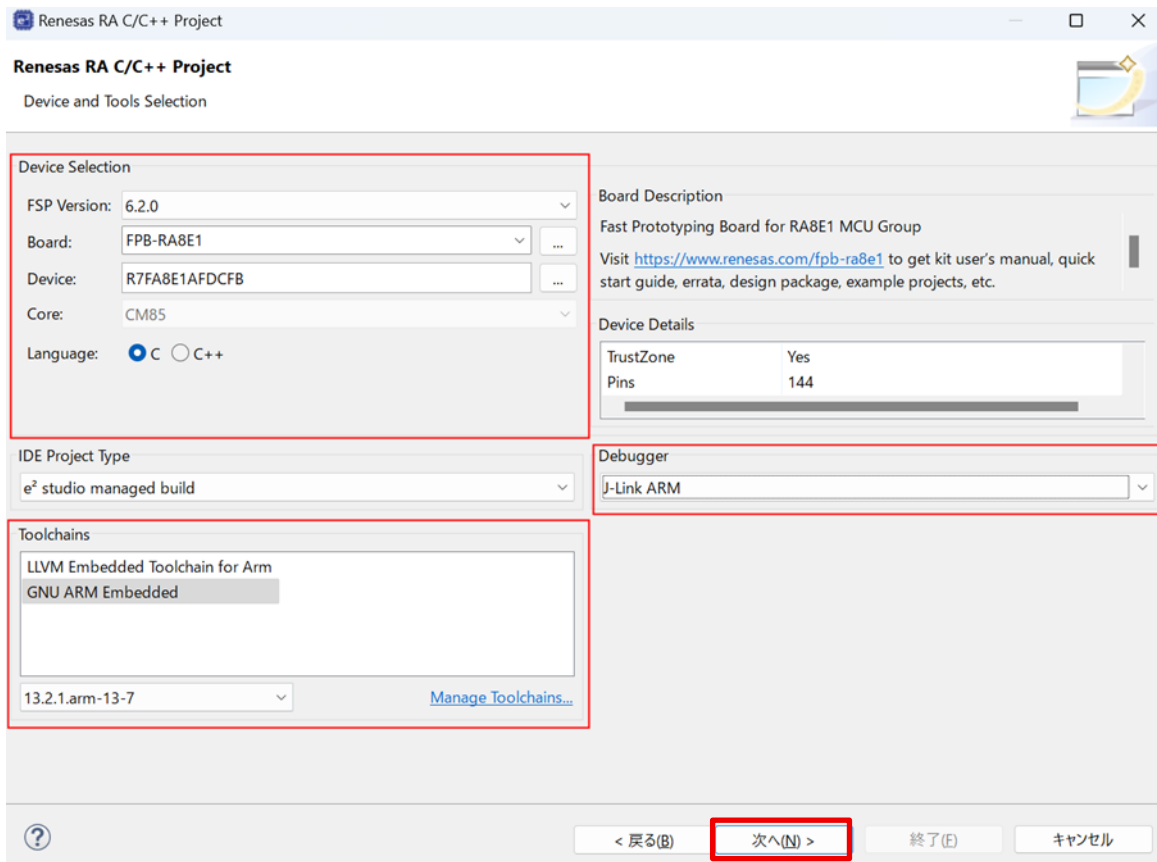 Renesas RA C/C++ Project
Renesas RA C/C++ Project
Device and Tools Selection
Device Selection
FSP Version: 6.2.0
Board: FPB-RA8E1 ...
Device: R7FA8E1AFDCFB ...
Core: CM85
Language: C C++
Board Description
Fast Prototyping Board for RA8E1 MCU Group
Visit https://www.renesas.com/fpb-ra8e1 to get kit user's manual, quick
start guide, errata, design package, example projects, etc.
Device Details
TrustZone Yes
Pins 144
IDE Project Type
e² studio managed build
Debugger
J-Link ARM
Toolchains
LLVM Embedded Toolchain for Arm
GNU ARM Embedded
13.2.1.arm-13-7
Manage Toolchains...
?
< 戻る(B) 次へ(N) > 終了(F) キャンセル